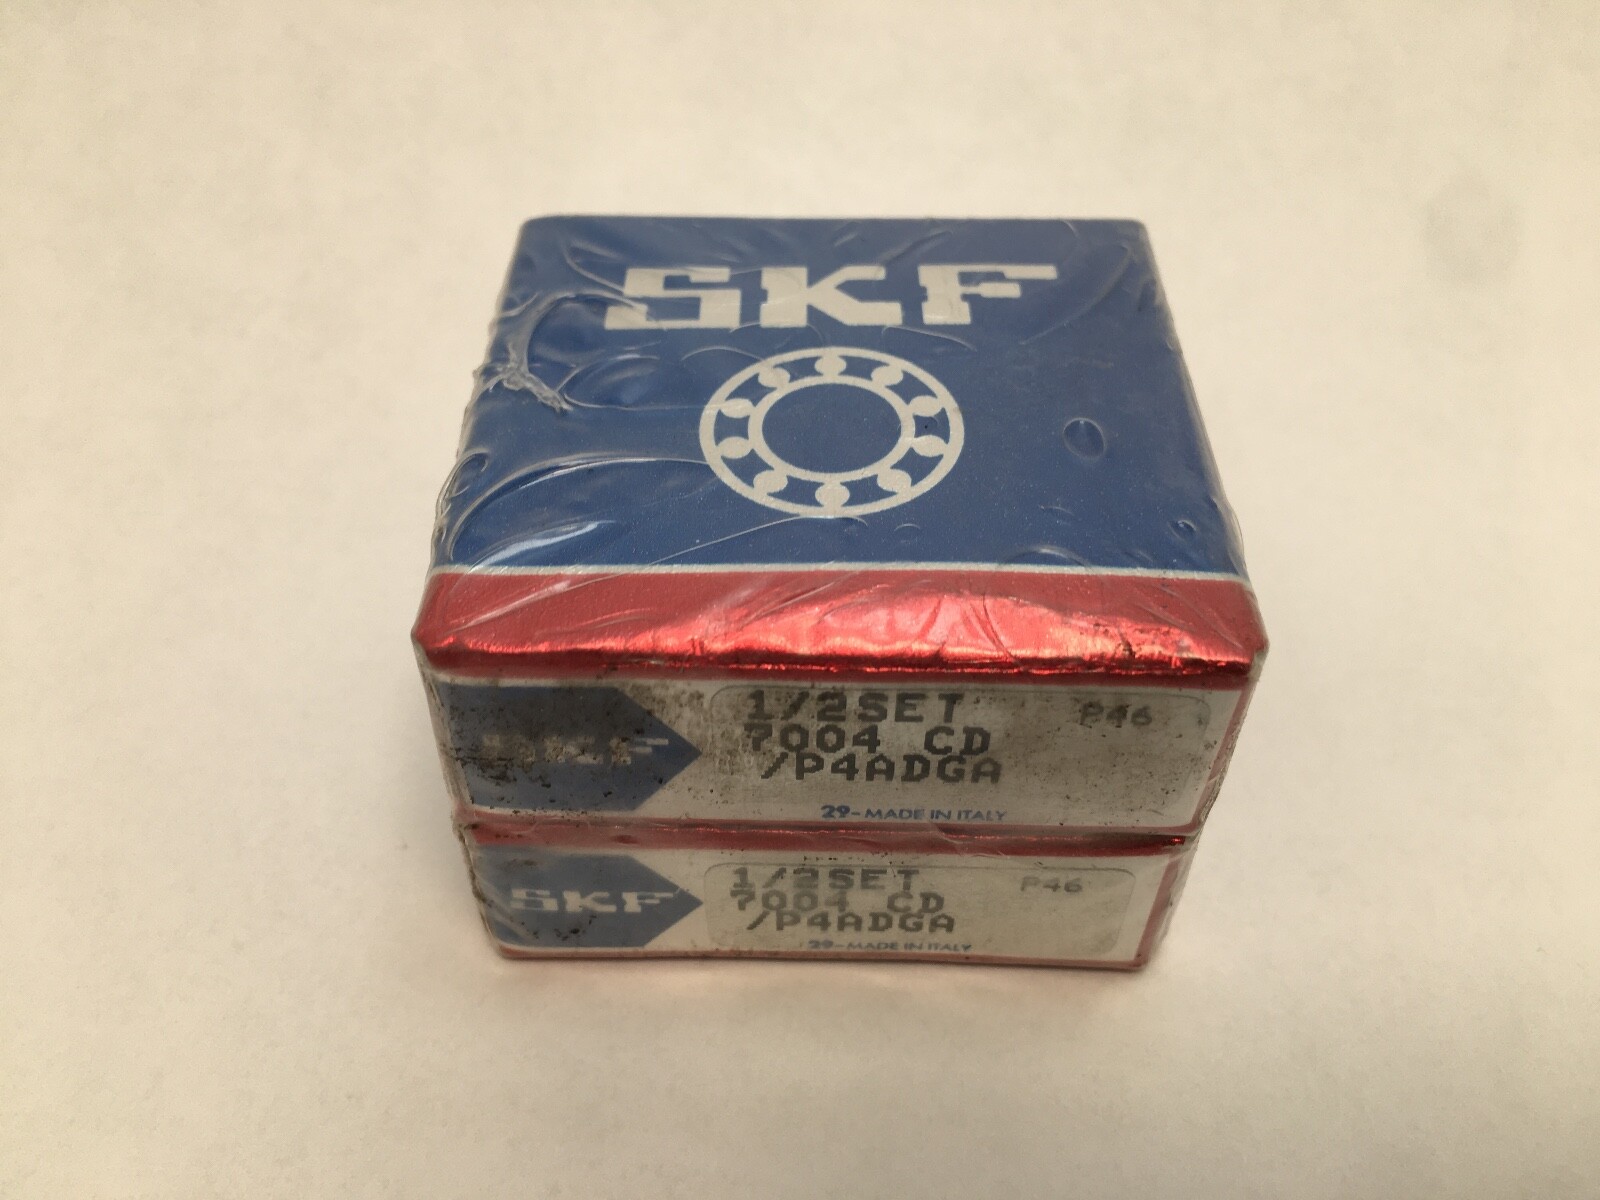 SKF
SKF
1/2SET
P46
7004 CD
/P4ADGA
29-MADE IN ITALY
SKF
1/2SET
P46
7004 CD
/P4ADGA
29-MADE IN ITALY